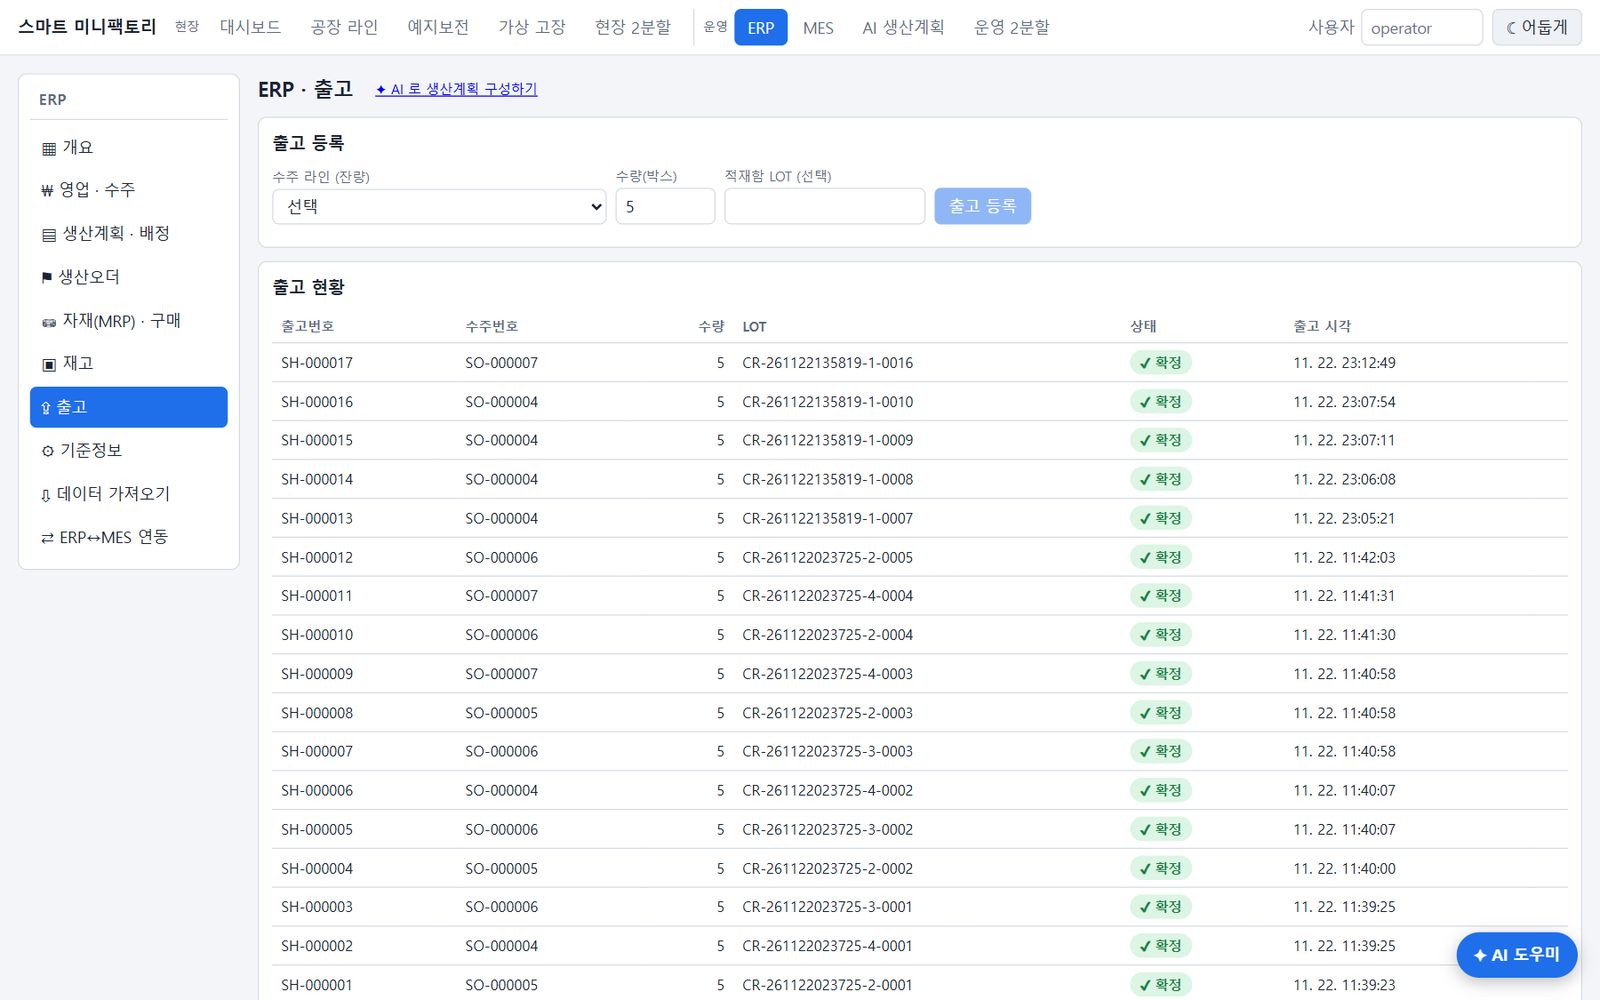 스마트 미니팩토리 현장 대시보드 공장 라인 예지보전 가상 고장 현장 2분할 운영 ERP MES AI 생산계획 운영 2분할 사용자 operator ☾ 어둡게
ERP
▦ 개요
₩ 영업 · 수주
▤ 생산계획 · 배정
⚑ 생산오더
자재(MRP) · 구매
▣ 재고
⇪ 출고
⚙ 기준정보
⇩ 데이터 가져오기
⇄ ERP↔MES 연동
ERP · 출고 ✦ AI 로 생산계획 구성하기
출고 등록
수주 라인 (잔량) 수량(박스) 적재함 LOT (선택)
선택 5 출고 등록
출고 현황
출고번호 수주번호 수량 LOT 상태 출고 시각
SH-000017 SO-000007 5 CR-261122135819-1-0016 ✓ 확정 11. 22. 23:12:49
SH-000016 SO-000004 5 CR-261122135819-1-0010 ✓ 확정 11. 22. 23:07:54
SH-000015 SO-000004 5 CR-261122135819-1-0009 ✓ 확정 11. 22. 23:07:11
SH-000014 SO-000004 5 CR-261122135819-1-0008 ✓ 확정 11. 22. 23:06:08
SH-000013 SO-000004 5 CR-261122135819-1-0007 ✓ 확정 11. 22. 23:05:21
SH-000012 SO-000006 5 CR-261122023725-2-0005 ✓ 확정 11. 22. 11:42:03
SH-000011 SO-000007 5 CR-261122023725-4-0004 ✓ 확정 11. 22. 11:41:31
SH-000010 SO-000006 5 CR-261122023725-2-0004 ✓ 확정 11. 22. 11:41:30
SH-000009 SO-000007 5 CR-261122023725-4-0003 ✓ 확정 11. 22. 11:40:58
SH-000008 SO-000005 5 CR-261122023725-2-0003 ✓ 확정 11. 22. 11:40:58
SH-000007 SO-000006 5 CR-261122023725-3-0003 ✓ 확정 11. 22. 11:40:58
SH-000006 SO-000004 5 CR-261122023725-4-0002 ✓ 확정 11. 22. 11:40:07
SH-000005 SO-000006 5 CR-261122023725-3-0002 ✓ 확정 11. 22. 11:40:07
SH-000004 SO-000005 5 CR-261122023725-2-0002 ✓ 확정 11. 22. 11:40:00
SH-000003 SO-000006 5 CR-261122023725-3-0001 ✓ 확정 11. 22. 11:39:25
SH-000002 SO-000004 5 CR-261122023725-4-0001 ✓ 확정 11. 22. 11:39:25
SH-000001 SO-000005 5 CR-261122023725-2-0001 ✓ 확정 11. 22. 11:39:23
✦ AI 도우미